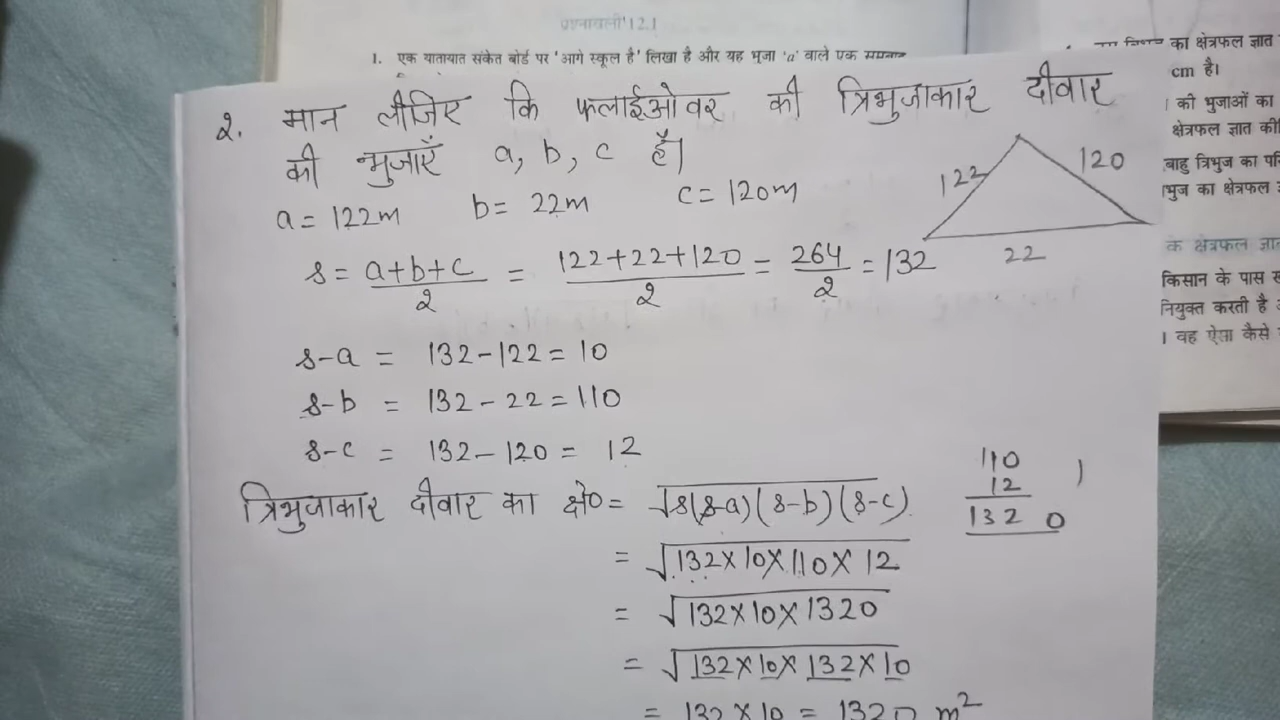 प्रश्नावली 12.1
1. एक यातायात संकेत बोर्ड पर 'आगे स्कूल है' लिखा है और यह भुजा 'a' वाले एक समबाहु
का क्षेत्रफल ज्ञात
cm है।
की भुजाओं का
क्षेत्रफल ज्ञात की
बाहु त्रिभुज का परि
भुज का क्षेत्रफल
के क्षेत्रफल ज्ञात
किसान के पास
नियुक्त करती है
। वह ऐसा कैसे
2. मान लीजिए कि फ्लाईओवर की त्रिभुजाकार दीवार
की भुजाएँ a, b, c हैं।
a = 122m b = 22m c = 120m
122 120
22
s = a+b+c/2 = 122+22+120/2 = 264/2 = 132
s-a = 132-122 = 10
s-b = 132-22 = 110
s-c = 132-120 = 12
त्रिभुजाकार दीवार का क्षे० = √s(s-a)(s-b)(s-c)
110
12
1320
= √132×10×110×12
= √132×10×1320
= √132×10×132×10
= 132×10 = 1320 m²